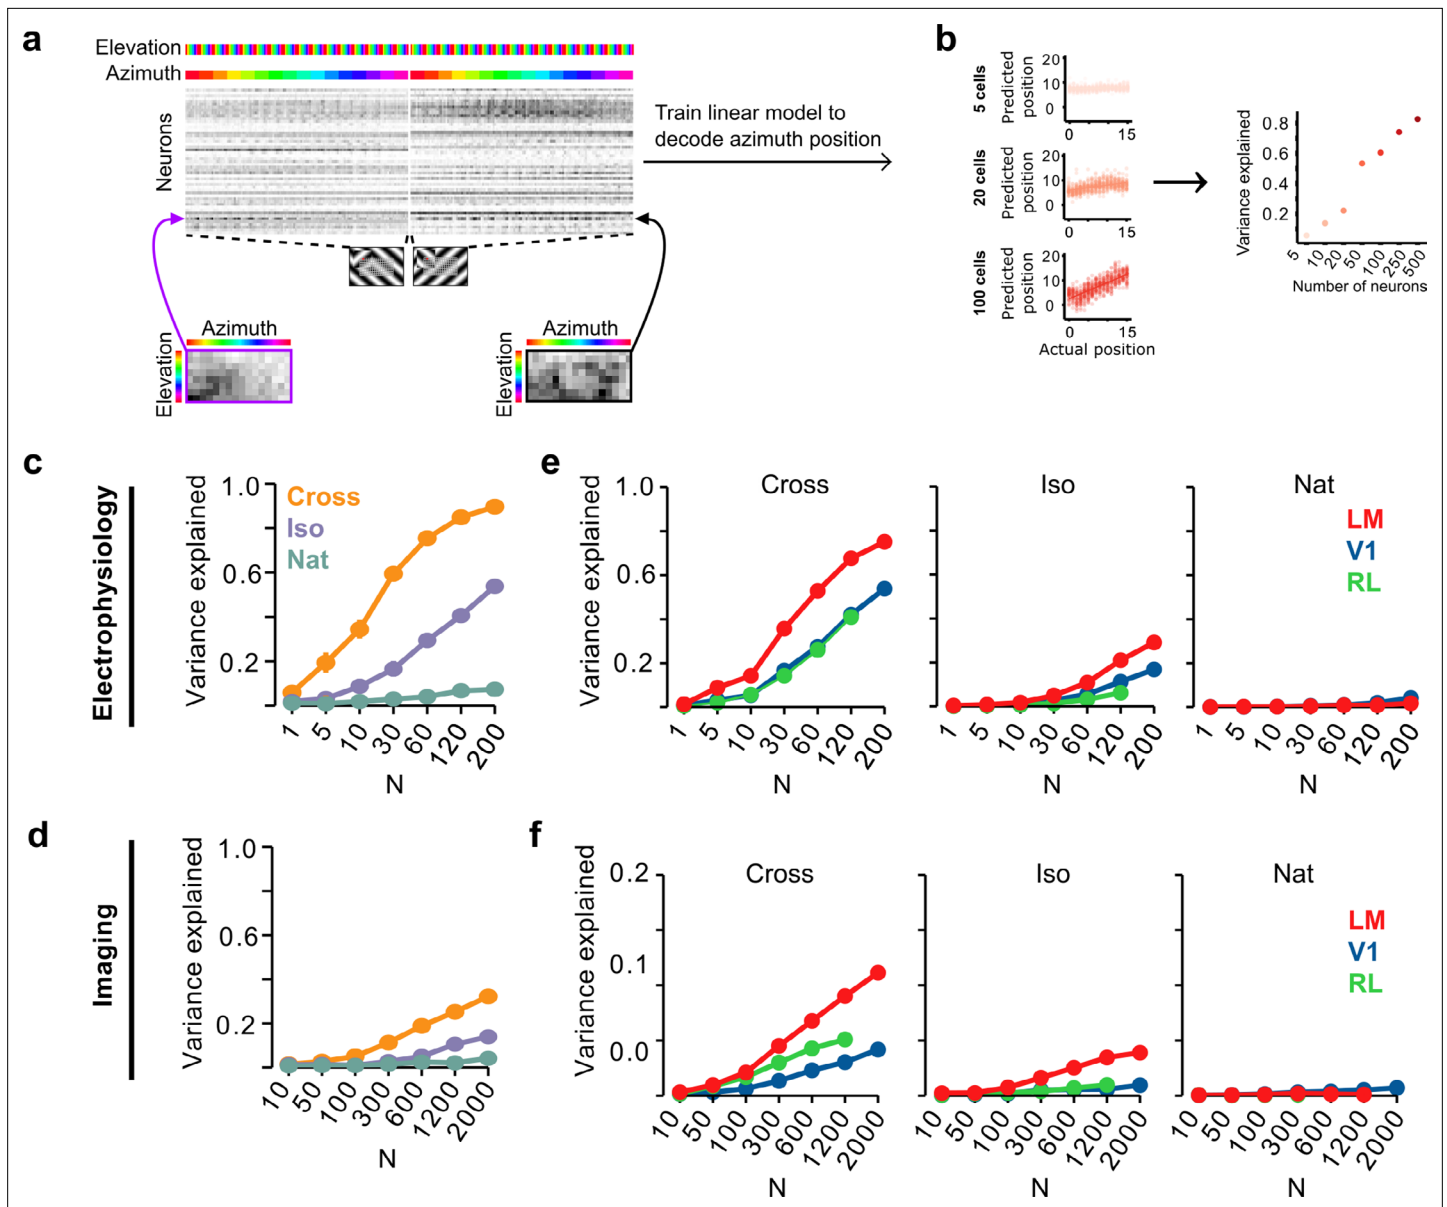 a
Elevation
Azimuth
Neurons
Train linear model to
decode azimuth position
Azimuth
Elevation
Azimuth
Elevation
b
5 cells
Predicted
position
20
10
0
0 15
20 cells
Predicted
position
20
10
0
0 15
100 cells
Predicted
position
20
10
0
0 15
Actual position
Variance explained
0.8
0.6
0.4
0.2
5 10 20 50 100 250 500
Number of neurons
Electrophysiology
c
Variance explained
1.0
0.6
0.2
Cross
Iso
Nat
1 5 10 30 60 120 200
N
e
Variance explained
1.0
0.6
0.2
Cross
1 5 10 30 60 120 200
N
Iso
1 5 10 30 60 120 200
N
Nat
LM
V1
RL
1 5 10 30 60 120 200
N
Imaging
d
Variance explained
1.0
0.6
0.2
10 50 100 300 600 1200 2000
N
f
Variance explained
0.2
0.1
0.0
Cross
10 50 100 300 600 1200 2000
N
Iso
10 50 100 300 600 1200 2000
N
Nat
LM
V1
RL
10 50 100 300 600 1200 2000
N